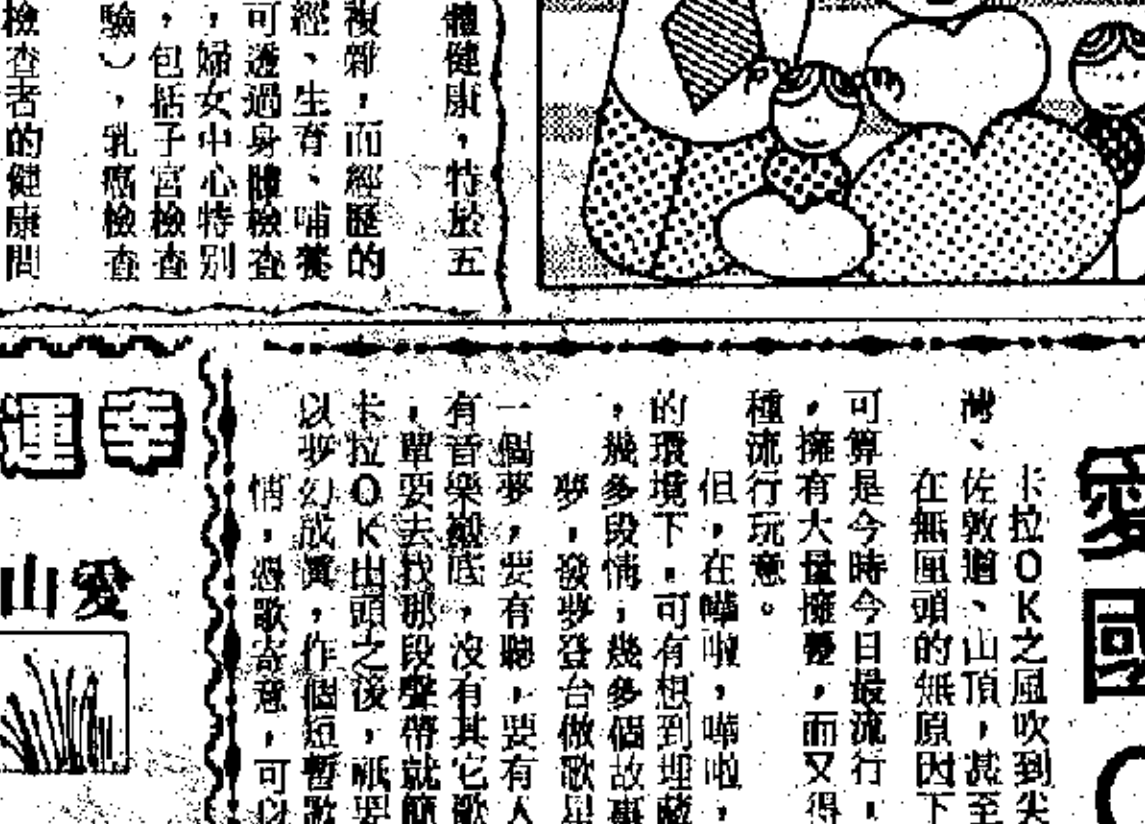 體健康，特於五
複雜，而經歷的
經、生育、哺養
可透過身體檢查
，婦女中心特別
，包括子宮檢查
驗），乳癌檢查
檢查者的健康問
愛國
卡拉OK之風吹到尖
、佐敦道、山頂，甚至
在無厘頭的無原因下
可算是今時今日最流行，
，擁有大量擁躉，而又得
種流行玩意。
但，在嘩啦，嘩啦，
的環境下，可有想到埋藏
，幾多段情；幾多個故事
夢，發夢登台做歌星
一個夢，要有聽，要有人
有音樂襯底，沒有其它歌
，單要去找那段聲帶就簡
卡拉OK出頭之後，祇要
以夢幻成真，作個短暫歌
情，憑歌寄意，可以
幸運
愛山